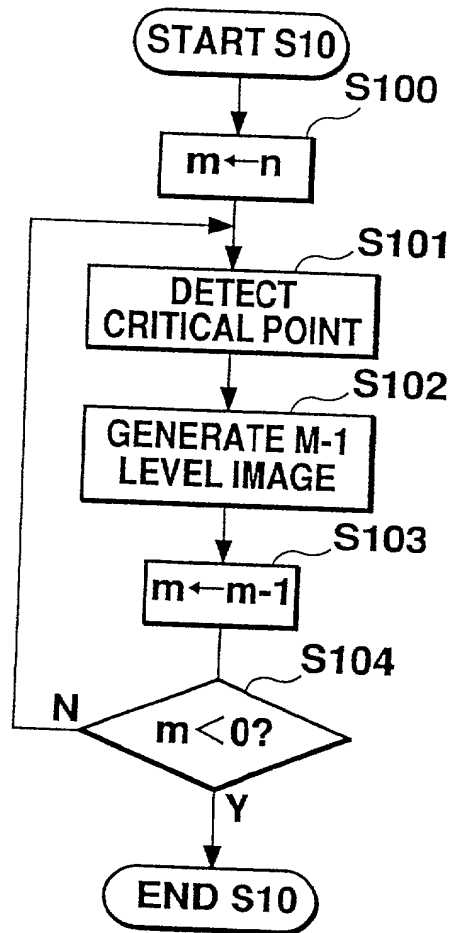 START S10
S100
m←n
S101
DETECT
CRITICAL POINT
S102
GENERATE M-1
LEVEL IMAGE
S103
m←m-1
S104
N
m<0?
Y
END S10